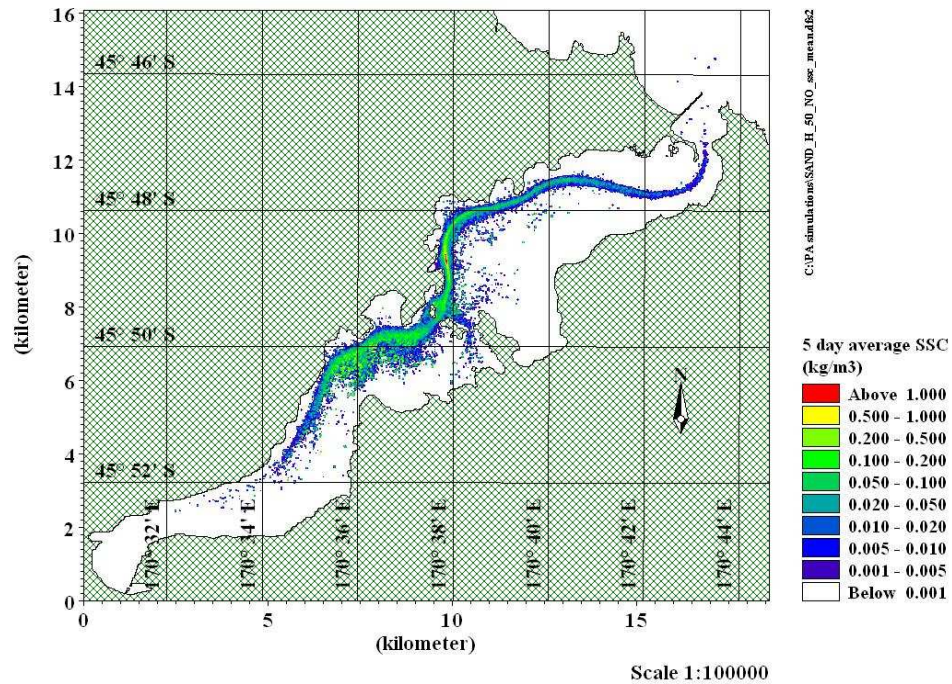 16
14
12
10
8
6
4
2
0
(kilometer)
45° 46' S
45° 48' S
45° 50' S
45° 52' S
170° 32' E
170° 34' E
170° 36' E
170° 38' E
170° 40' E
170° 42' E
170° 44' E
N
0
5
10
15
(kilometer)
Scale 1:100000
C:\PA simulations\SAND_H_50_NO_ssc_mean.dfs2
5 day average SSC
(kg/m3)
Above 1.000
0.500 - 1.000
0.200 - 0.500
0.100 - 0.200
0.050 - 0.100
0.020 - 0.050
0.010 - 0.020
0.005 - 0.010
0.001 - 0.005
Below 0.001